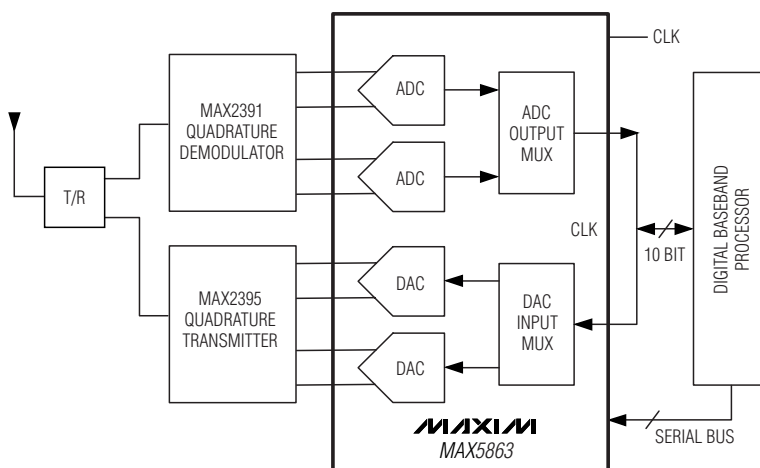 CLK
MAX2391
QUADRATURE
DEMODULATOR
ADC
ADC
ADC
OUTPUT
MUX
T/R
CLK
10 BIT
DIGITAL BASEBAND
PROCESSOR
MAX2395
QUADRATURE
TRANSMITTER
DAC
DAC
DAC
INPUT
MUX
MAXIM
MAX5863
SERIAL BUS